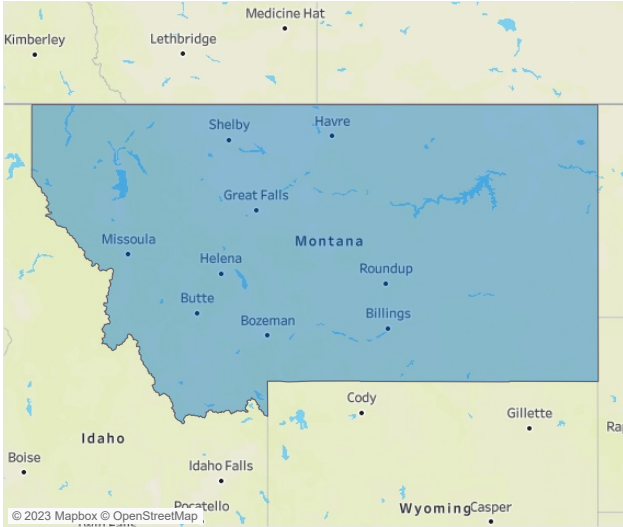 Medicine Hat
Kimberley
Lethbridge
Shelby
Havre
Great Falls
Missoula
Montana
Helena
Roundup
Butte
Billings
Bozeman
Cody
Gillette
Idaho
Boise
Idaho Falls
Pocatello
Wyoming
Casper
© 2023 Mapbox © OpenStreetMap